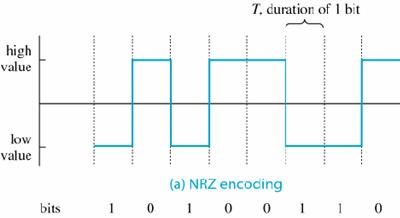 T, duration of 1 bit
high
value
low
value
(a) NRZ encoding
bits 1 0 1 0 0 1 1 0